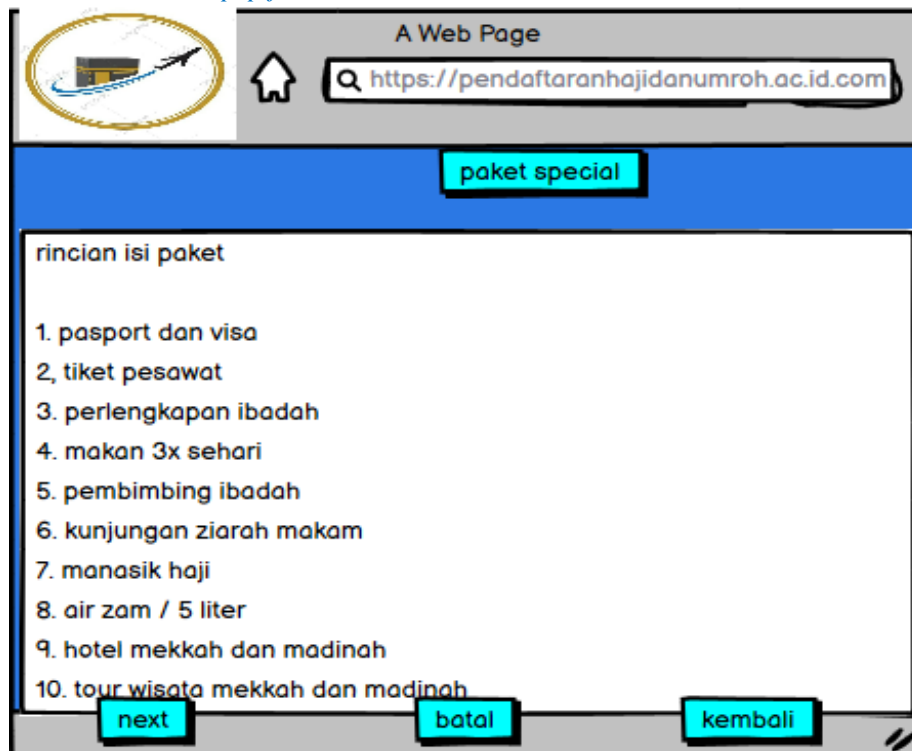 A Web Page
https://pendaftaranhajidanumroh.ac.id.com
paket special
rincian isi paket
1. pasport dan visa
2, tiket pesawat
3. perlengkapan ibadah
4. makan 3x sehari
5. pembimbing ibadah
6. kunjungan ziarah makam
7. manasik haji
8. air zam / 5 liter
9. hotel mekkah dan madinah
10. tour wisata mekkah dan madinah
next batal kembali